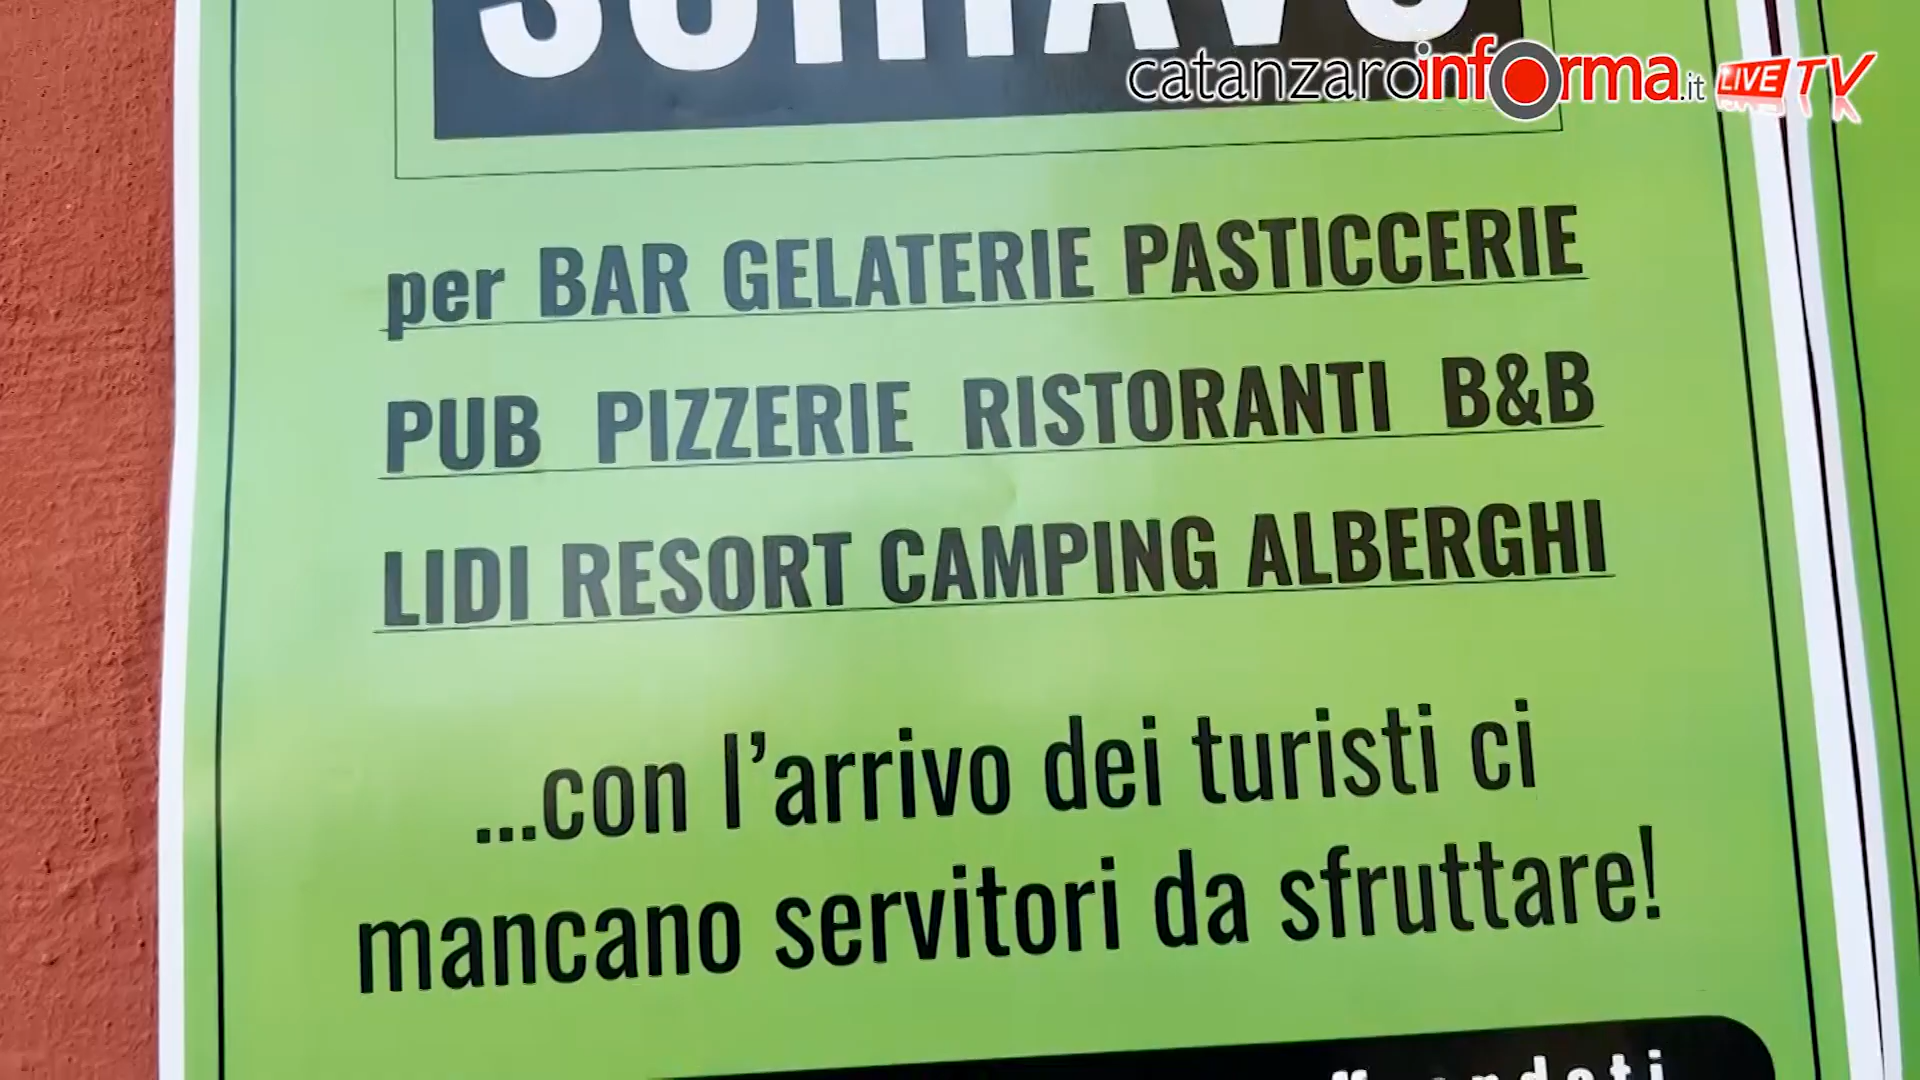 SCHIAVO
catanzaroinforma.it LIVE TV
per BAR GELATERIE PASTICCERIE
PUB PIZZERIE RISTORANTI B&B
LIDI RESORT CAMPING ALBERGHI
...con l’arrivo dei turisti ci
mancano servitori da sfruttare!